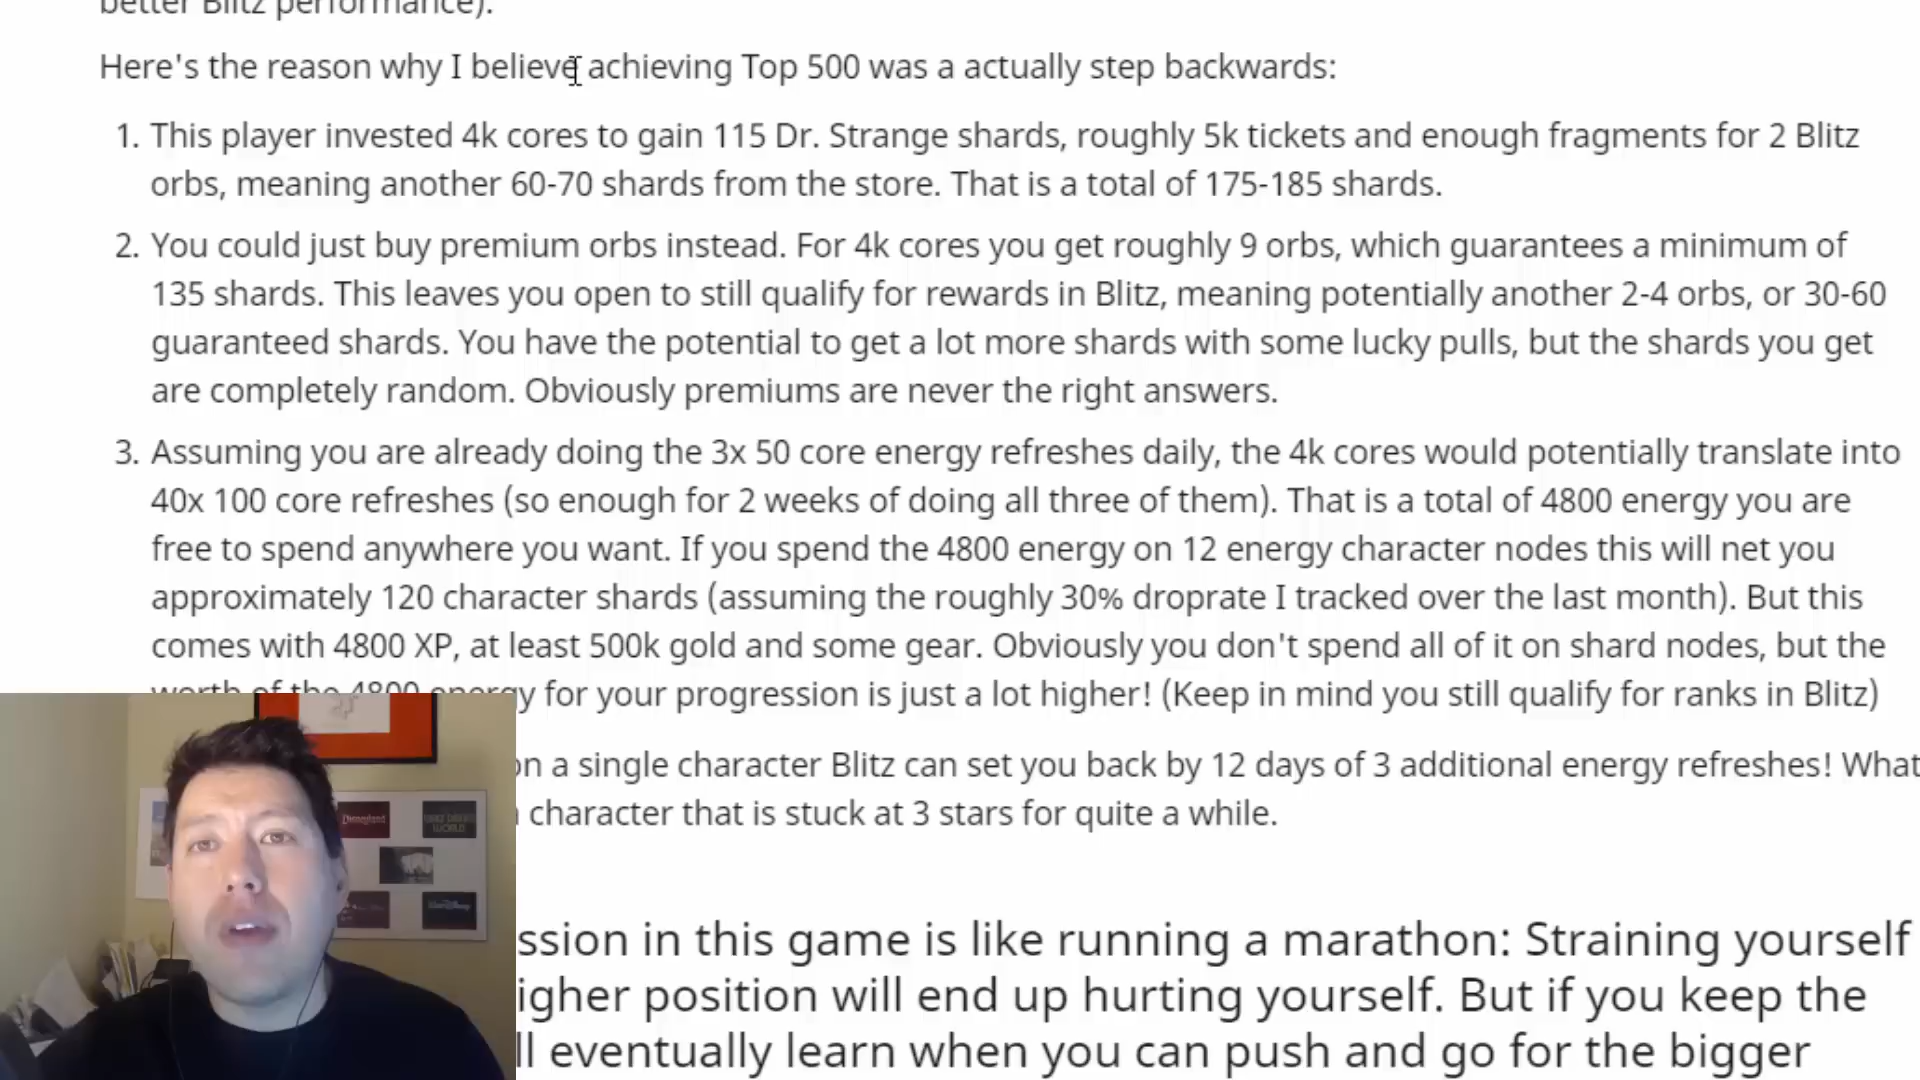 better Blitz performance).
Here's the reason why I believe achieving Top 500 was a actually step backwards:
1. This player invested 4k cores to gain 115 Dr. Strange shards, roughly 5k tickets and enough fragments for 2 Blitz
orbs, meaning another 60-70 shards from the store. That is a total of 175-185 shards.
2. You could just buy premium orbs instead. For 4k cores you get roughly 9 orbs, which guarantees a minimum of
135 shards. This leaves you open to still qualify for rewards in Blitz, meaning potentially another 2-4 orbs, or 30-60
guaranteed shards. You have the potential to get a lot more shards with some lucky pulls, but the shards you get
are completely random. Obviously premiums are never the right answers.
3. Assuming you are already doing the 3x 50 core energy refreshes daily, the 4k cores would potentially translate into
40x 100 core refreshes (so enough for 2 weeks of doing all three of them). That is a total of 4800 energy you are
free to spend anywhere you want. If you spend the 4800 energy on 12 energy character nodes this will net you
approximately 120 character shards (assuming the roughly 30% droprate I tracked over the last month). But this
comes with 4800 XP, at least 500k gold and some gear. Obviously you don't spend all of it on shard nodes, but the
worth of the 4800 energy for your progression is just a lot higher! (Keep in mind you still qualify for ranks in Blitz)
on a single character Blitz can set you back by 12 days of 3 additional energy refreshes! What
character that is stuck at 3 stars for quite a while.
Disneyland
ssion in this game is like running a marathon: Straining yourself
igher position will end up hurting yourself. But if you keep the
ll eventually learn when you can push and go for the bigger